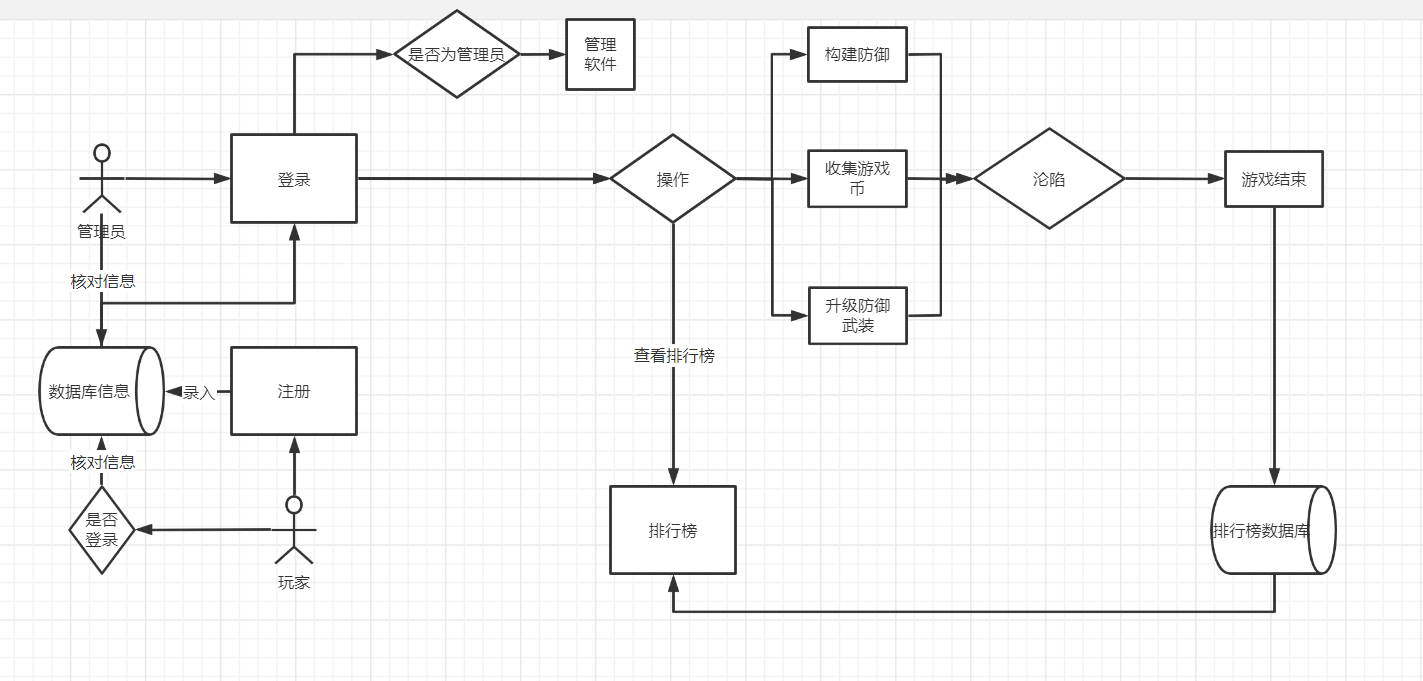 是否为管理员
管理
软件
构建防御
登录
操作
收集游戏
币
沦陷
游戏结束
管理员
核对信息
升级防御
武装
查看排行榜
数据库信息
录入
注册
核对信息
是否
登录
玩家
排行榜
排行榜数据库